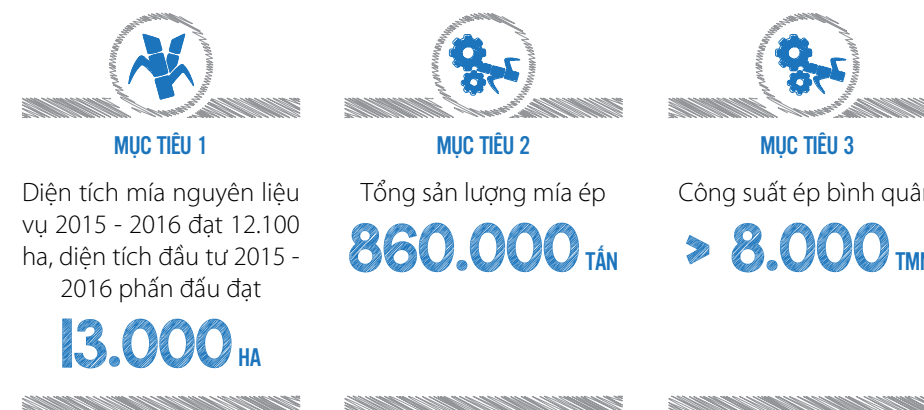 MỤC TIÊU 1
Diện tích mía nguyên liệu
vụ 2015 - 2016 đạt 12.100
ha, diện tích đầu tư 2015 -
2016 phấn đấu đạt
13.000 HA
MỤC TIÊU 2
Tổng sản lượng mía ép
860.000 TẤN
MỤC TIÊU 3
Công suất ép bình quân
> 8.000